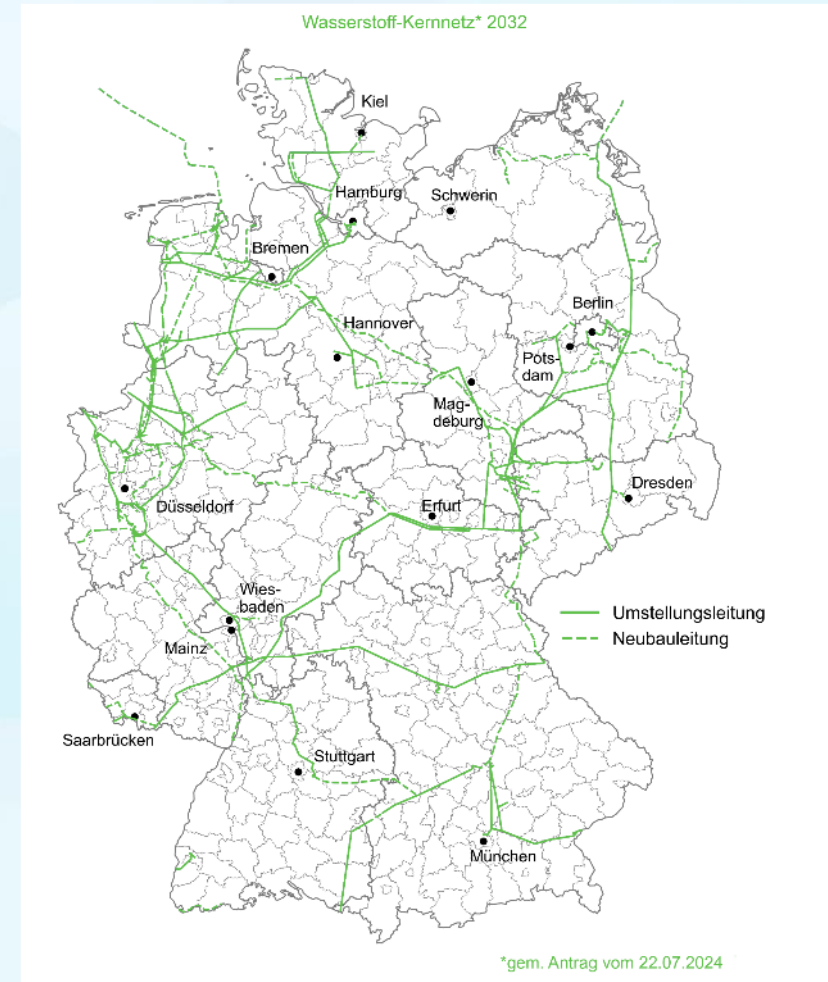 Wasserstoff-Kernnetz* 2032
Kiel
Hamburg
Schwerin
Bremen
Berlin
Hannover
Pots-
dam
Mag-
deburg
Dresden
Düsseldorf
Erfurt
Wies-
baden
Umstellungsleitung
Neubauleitung
Mainz
Saarbrücken
Stuttgart
München
*gem. Antrag vom 22.07.2024